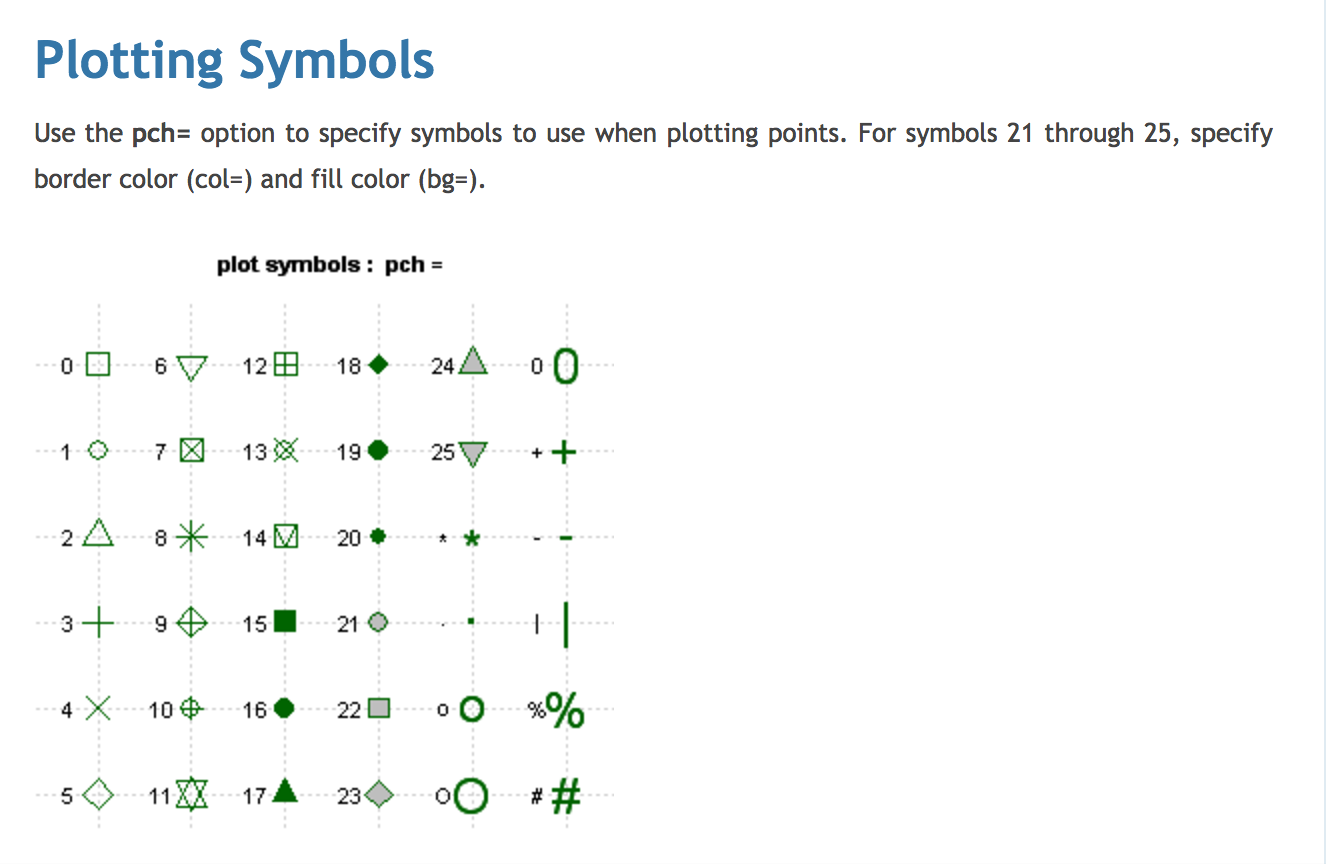 Plotting Symbols
Use the pch= option to specify symbols to use when plotting points. For symbols 21 through 25, specify
border color (col=) and fill color (bg=).
plot symbols : pch =
0 6 12 18 24 0 0
1 7 13 19 25 + +
2 8 14 20 * * - -
3 9 15 21 . . | |
4 10 16 22 o o % %
5 11 17 23 O O # #